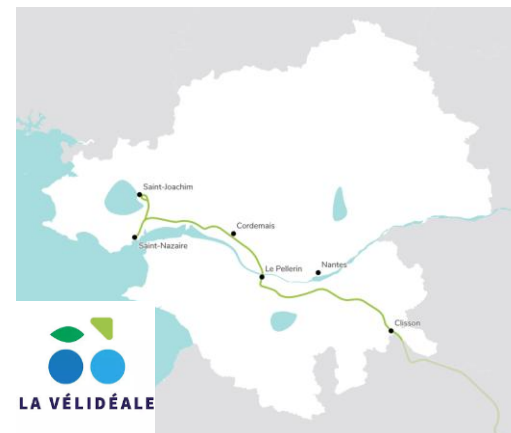 Saint-Joachim
Cordemais
Saint-Nazaire
Le Pellerin
Nantes
Clisson
LA VÉLIDÉALE